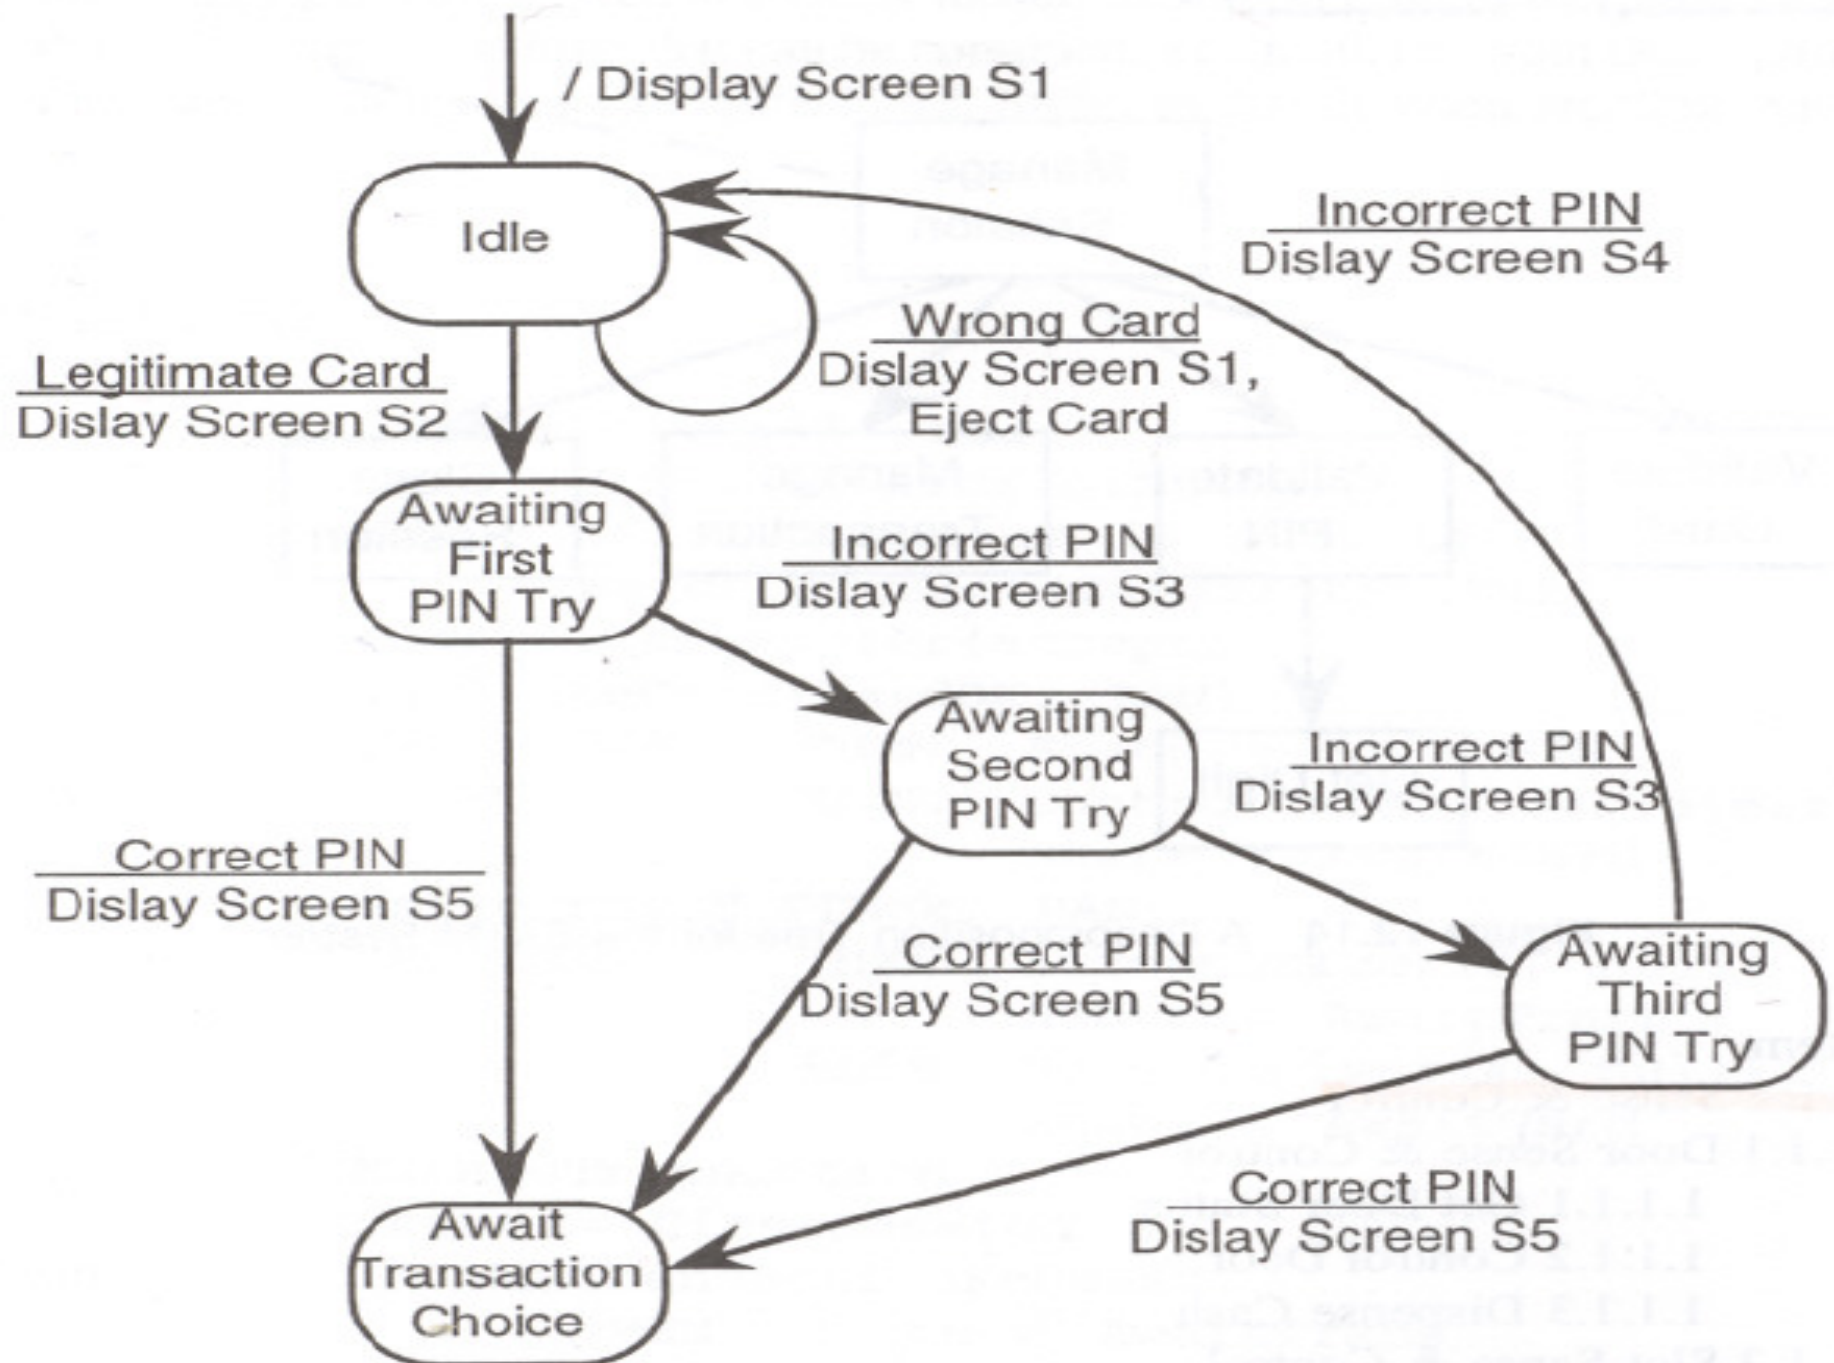 / Display Screen S1
Idle
Incorrect PIN
Dislay Screen S4
Wrong Card
Dislay Screen S1,
Eject Card
Legitimate Card
Dislay Screen S2
Awaiting
First
PIN Try
Incorrect PIN
Dislay Screen S3
Awaiting
Second
PIN Try
Incorrect PIN
Dislay Screen S3
Correct PIN
Dislay Screen S5
Correct PIN
Dislay Screen S5
Awaiting
Third
PIN Try
Correct PIN
Dislay Screen S5
Await
Transaction
Choice